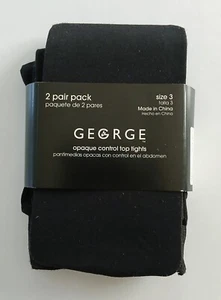 2 pair pack
paquete de 2 pares
size 3
talla 3
Made in China
Hecho en China
GEORGE
opaque control top tights
pantimedias opacas con control en el abdomen